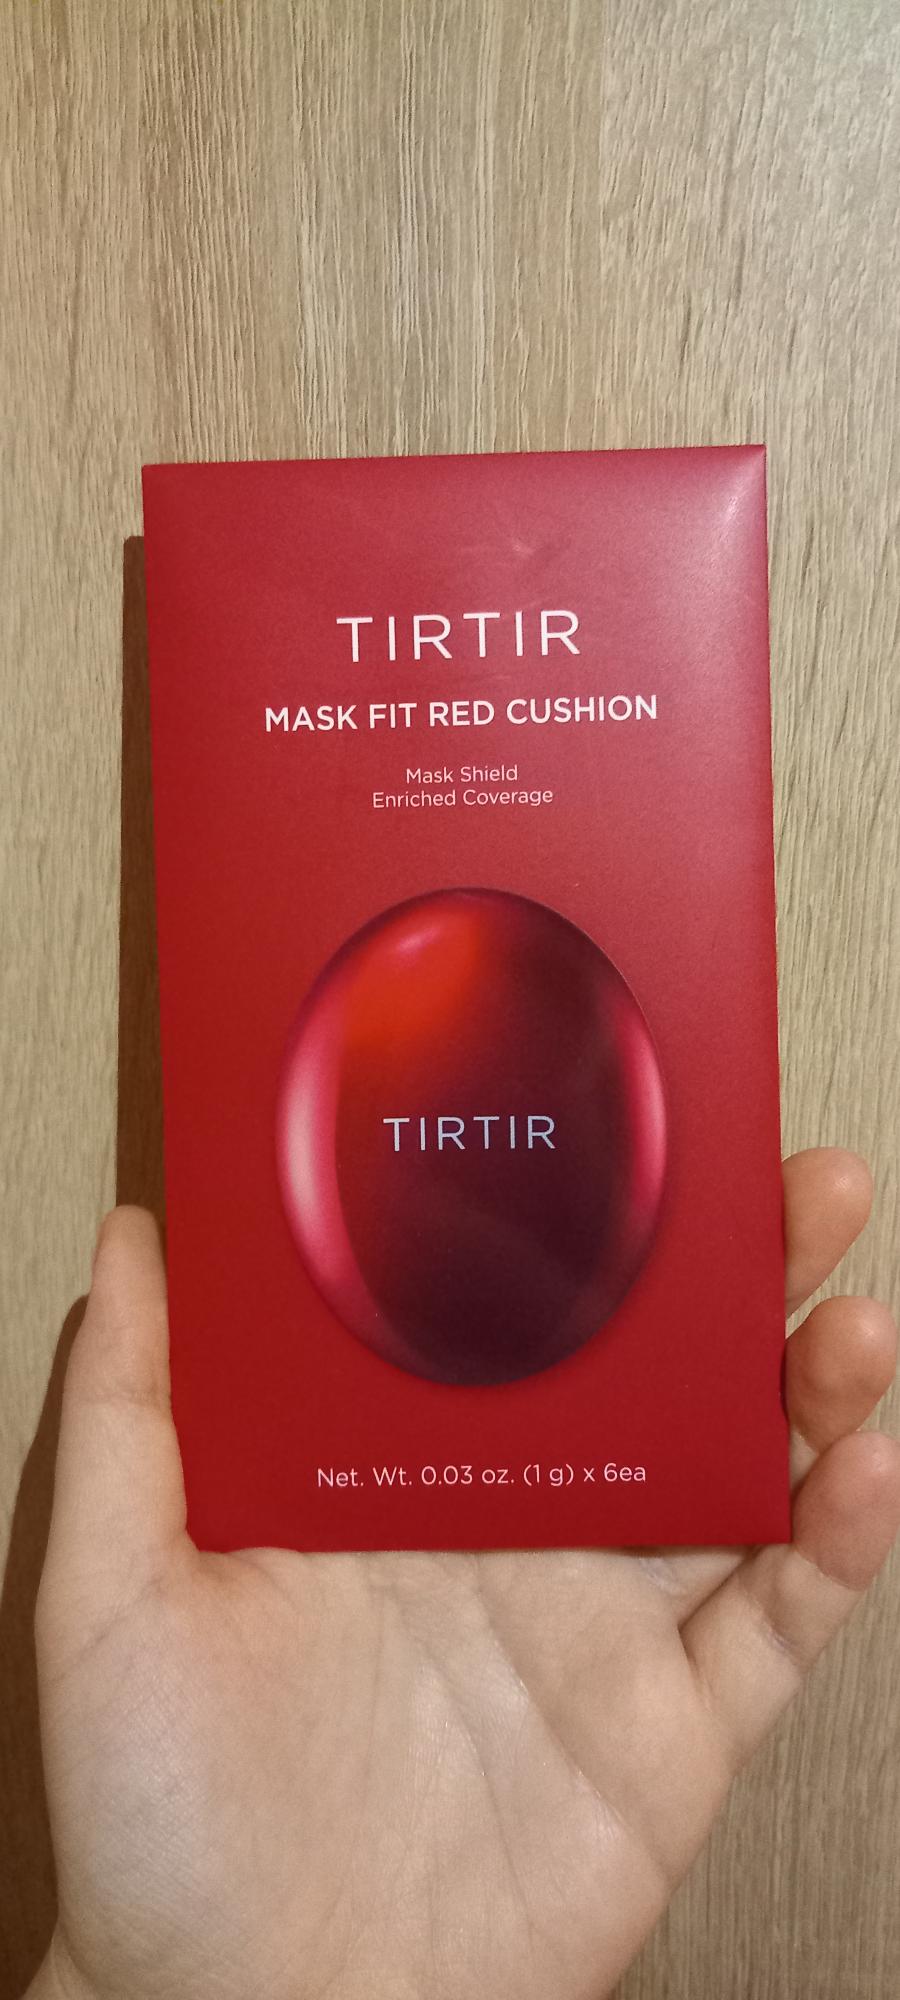 TIRTIR
MASK FIT RED CUSHION
Mask Shield
Enriched Coverage
TIRTIR
Net. Wt. 0.03 oz. (1 g) x 6ea